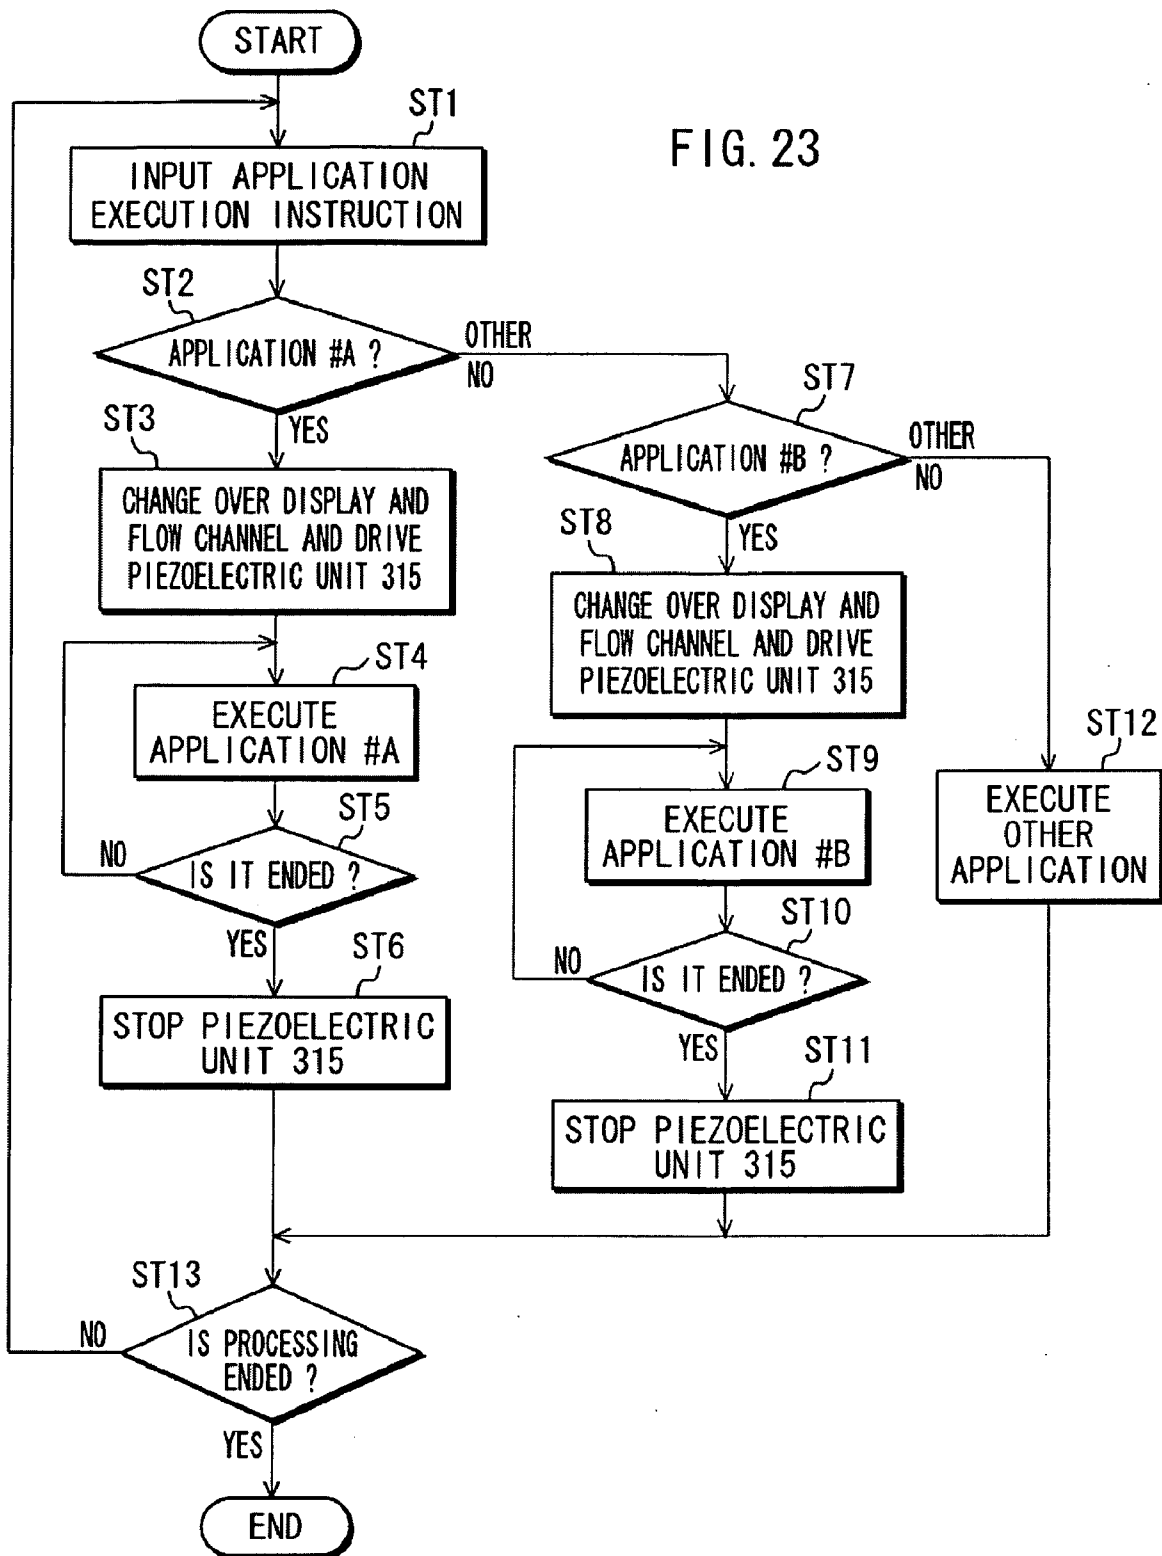 START
ST1
FIG. 23
INPUT APPLICATION
EXECUTION INSTRUCTION
ST2
APPLICATION #A ?
OTHER
NO
YES
ST3
CHANGE OVER DISPLAY AND
FLOW CHANNEL AND DRIVE
PIEZOELECTRIC UNIT 315
ST4
EXECUTE
APPLICATION #A
ST5
IS IT ENDED ?
NO
YES
ST6
STOP PIEZOELECTRIC
UNIT 315
ST7
APPLICATION #B ?
OTHER
NO
YES
ST8
CHANGE OVER DISPLAY AND
FLOW CHANNEL AND DRIVE
PIEZOELECTRIC UNIT 315
ST9
EXECUTE
APPLICATION #B
ST10
IS IT ENDED ?
NO
YES
ST11
STOP PIEZOELECTRIC
UNIT 315
ST12
EXECUTE
OTHER
APPLICATION
ST13
IS PROCESSING
ENDED ?
NO
YES
END